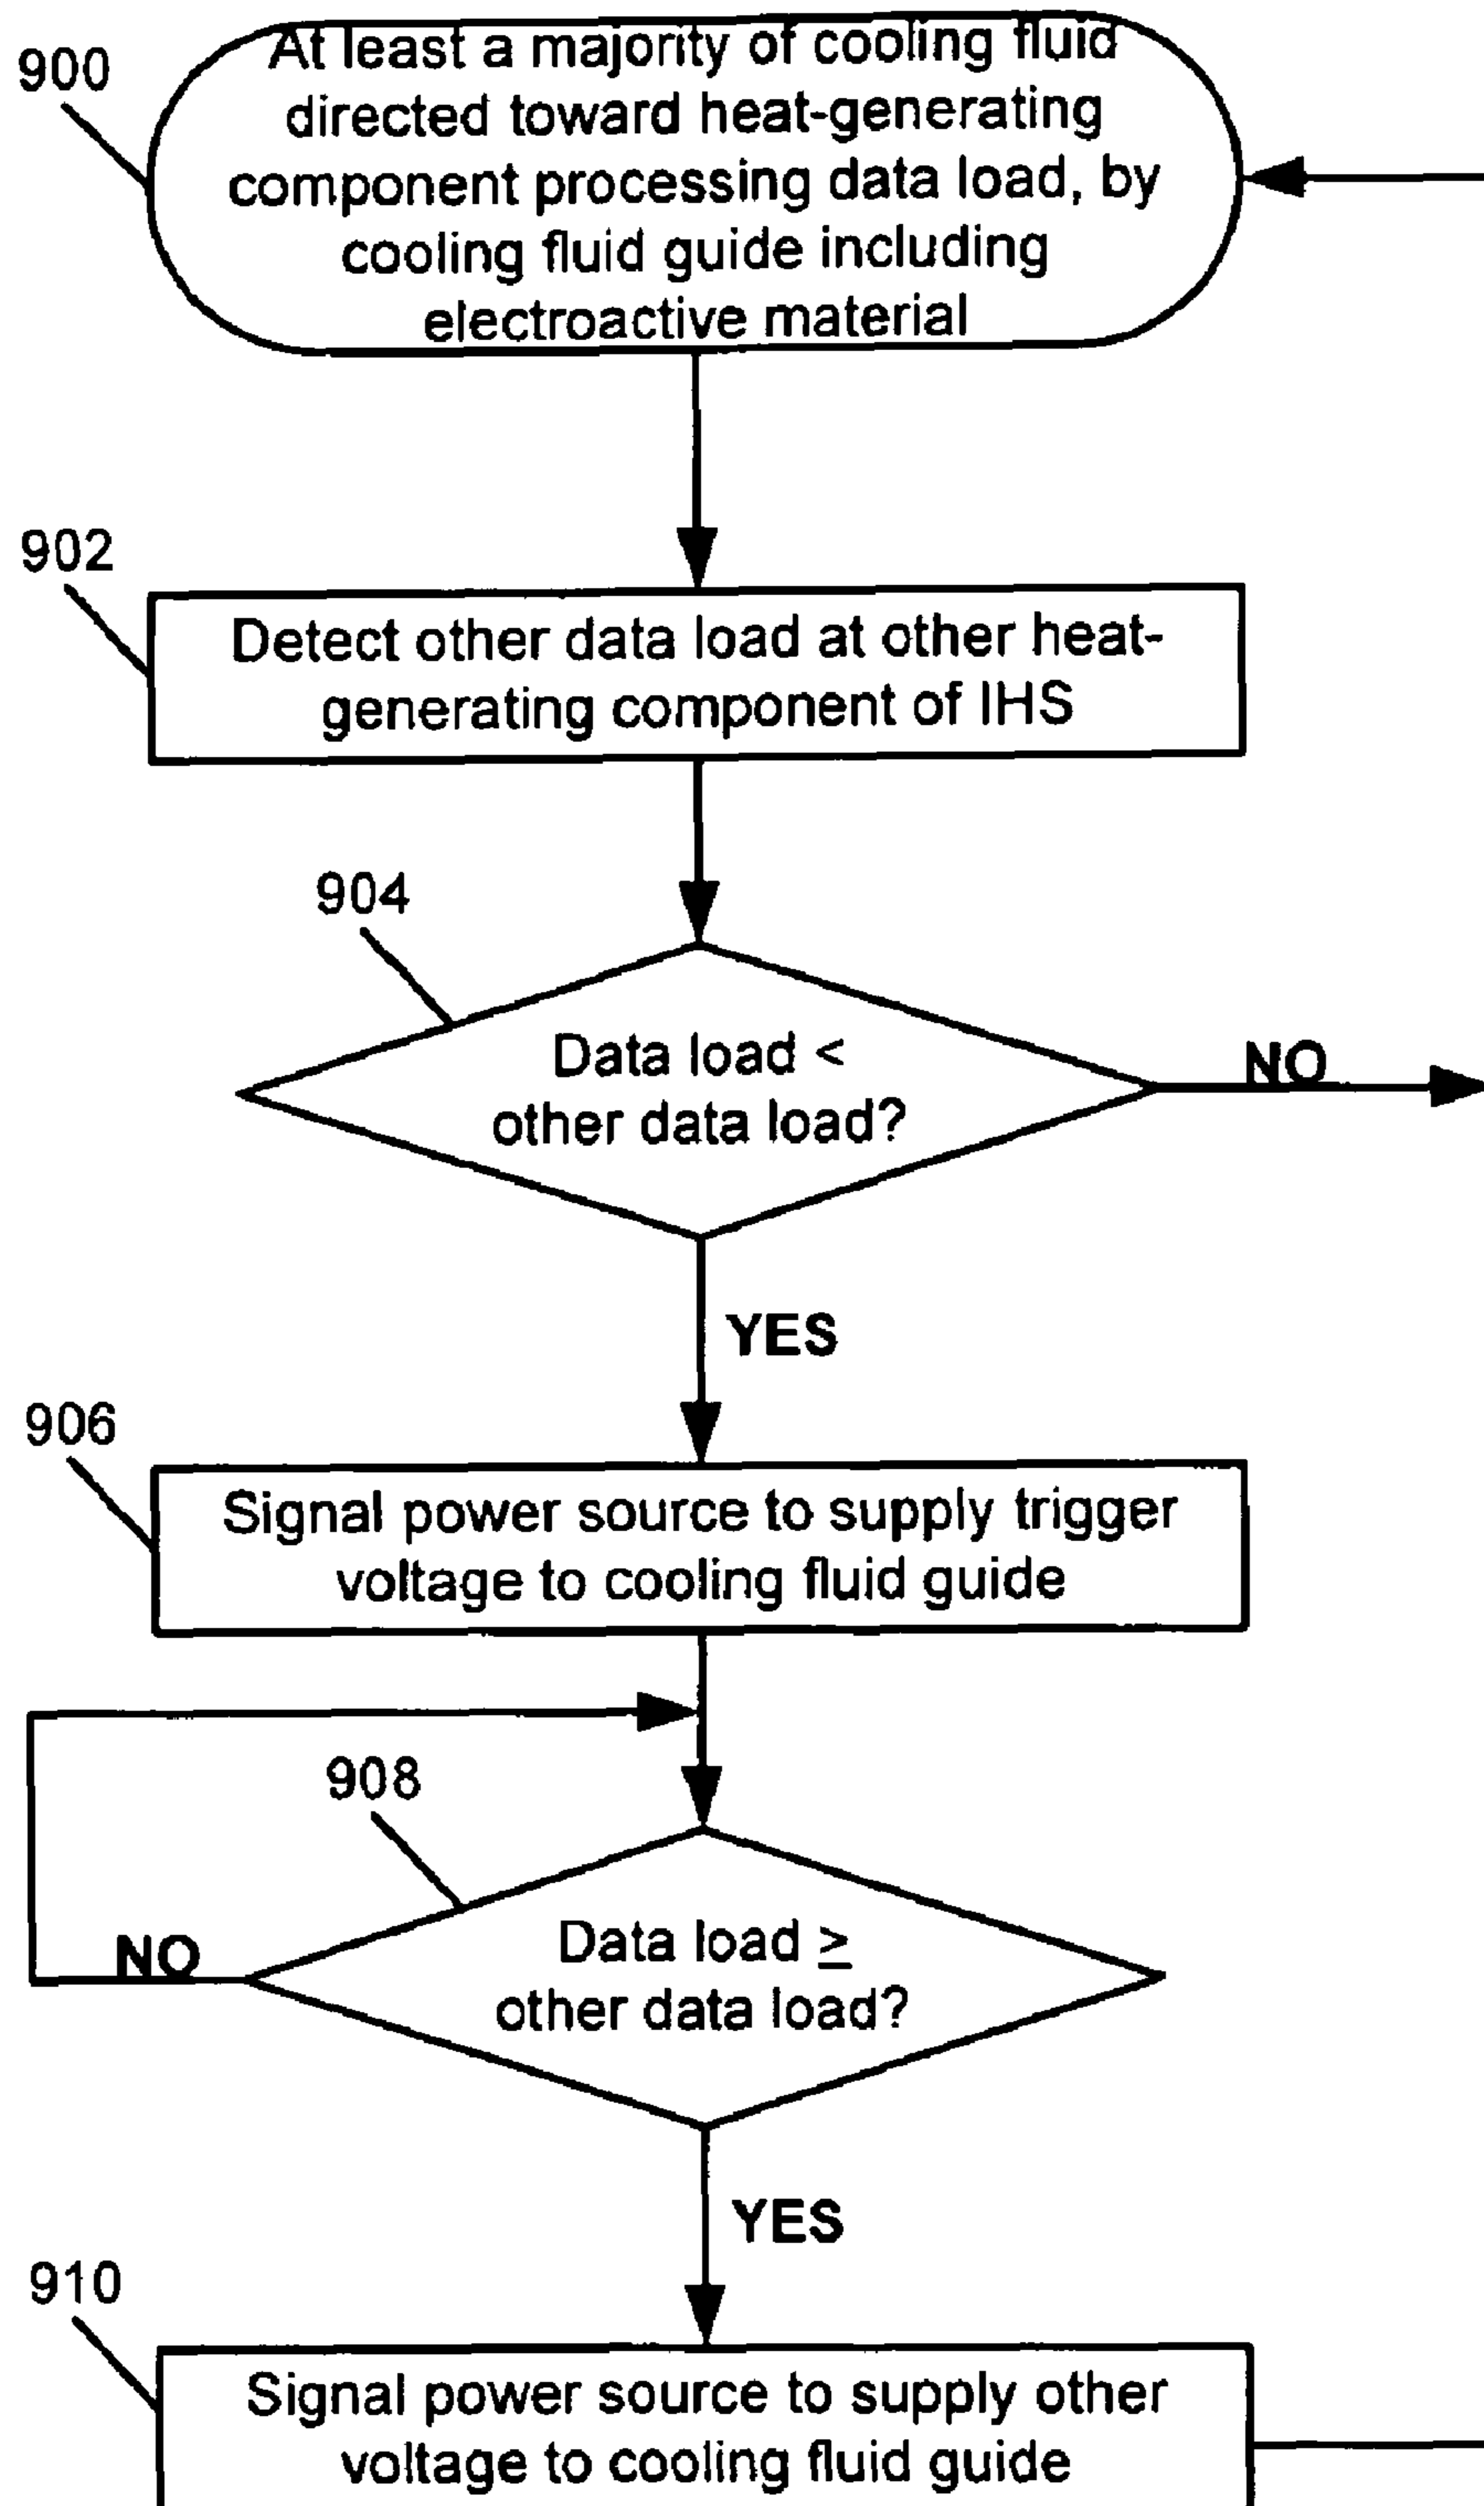 900
At least a majority of cooling fluid
directed toward heat-generating
component processing data load, by
cooling fluid guide including
electroactive material
902
Detect other data load at other heat-
generating component of IHS
904
Data load <
other data load?
NO
YES
906
Signal power source to supply trigger
voltage to cooling fluid guide
908
Data load ≥
other data load?
NO
YES
910
Signal power source to supply other
voltage to cooling fluid guide